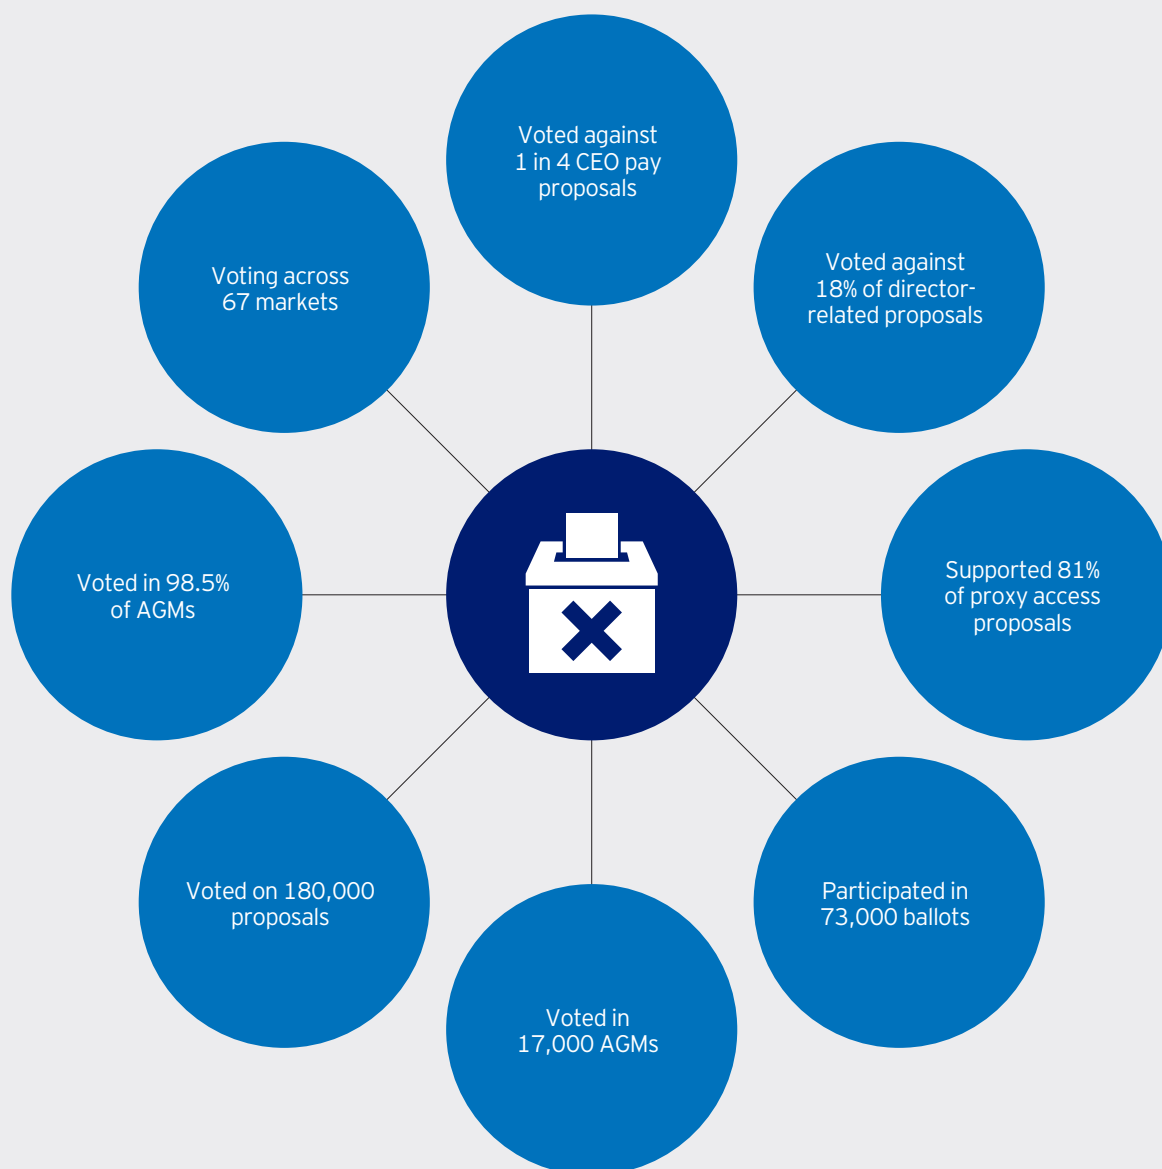 Voted against
1 in 4 CEO pay
proposals
Voted against
18% of director-
related proposals
Supported 81%
of proxy access
proposals
Participated in
73,000 ballots
Voted in
17,000 AGMs
Voted on 180,000
proposals
Voted in 98.5%
of AGMs
Voting across
67 markets